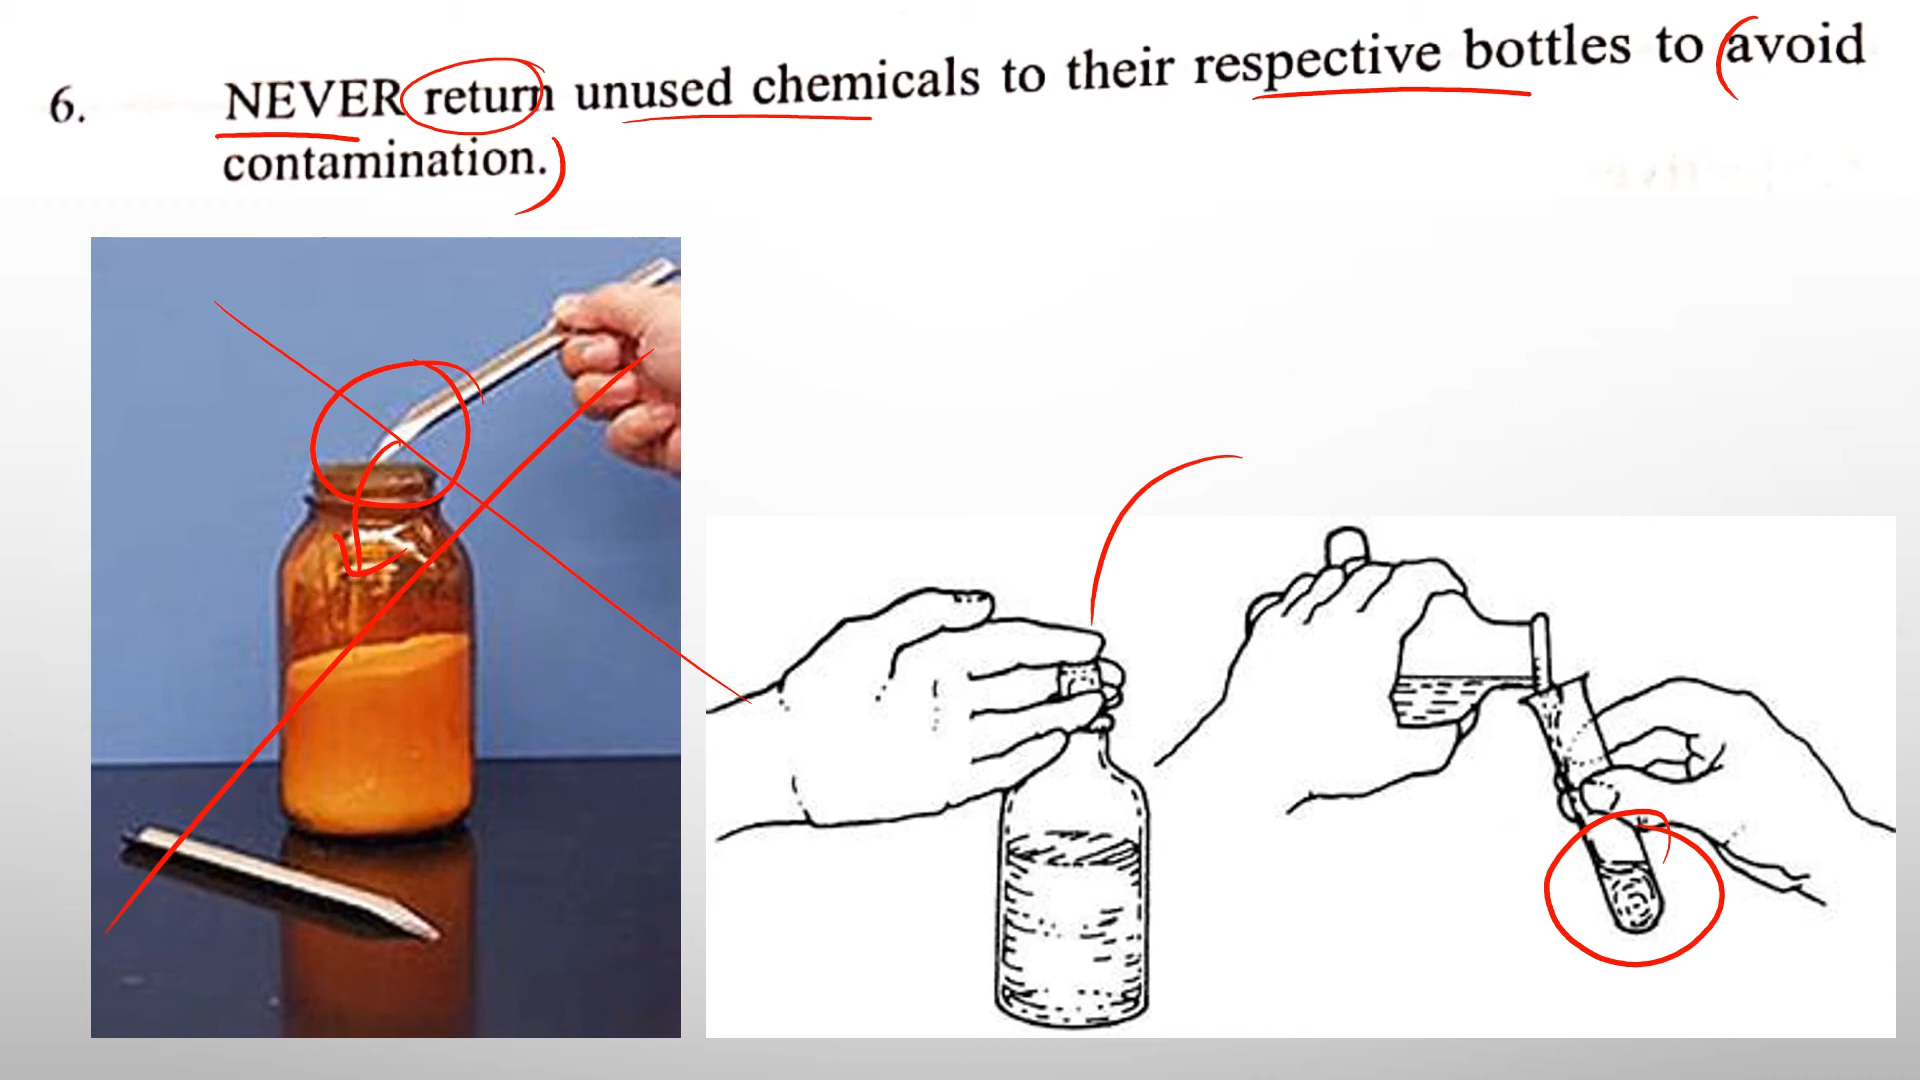 6. NEVER return unused chemicals to their respective bottles to avoid
contamination.